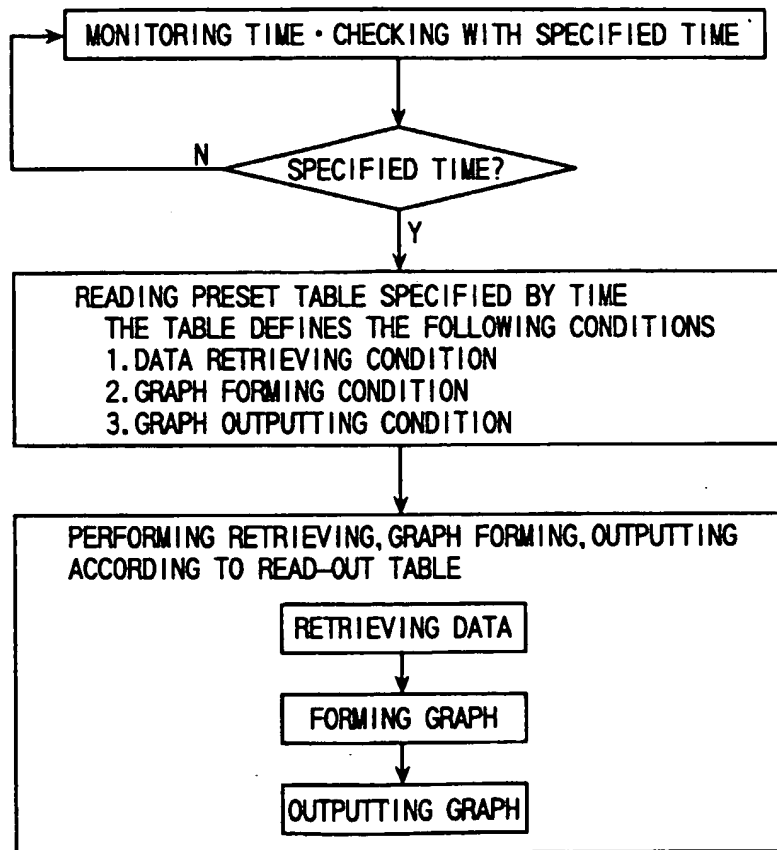 MONITORING TIME・CHECKING WITH SPECIFIED TIME
SPECIFIED TIME?
N
Y
READING PRESET TABLE SPECIFIED BY TIME
THE TABLE DEFINES THE FOLLOWING CONDITIONS
1.DATA RETRIEVING CONDITION
2.GRAPH FORMING CONDITION
3.GRAPH OUTPUTTING CONDITION
PERFORMING RETRIEVING,GRAPH FORMING,OUTPUTTING
ACCORDING TO READ-OUT TABLE
RETRIEVING DATA
FORMING GRAPH
OUTPUTTING GRAPH